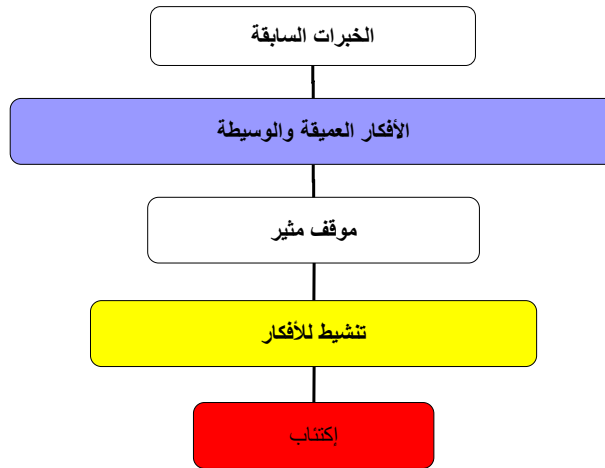 الخبرات السابقة
الأفكار العميقة والوسيطة
موقف مثير
تنشيط للأفكار
إكتئاب